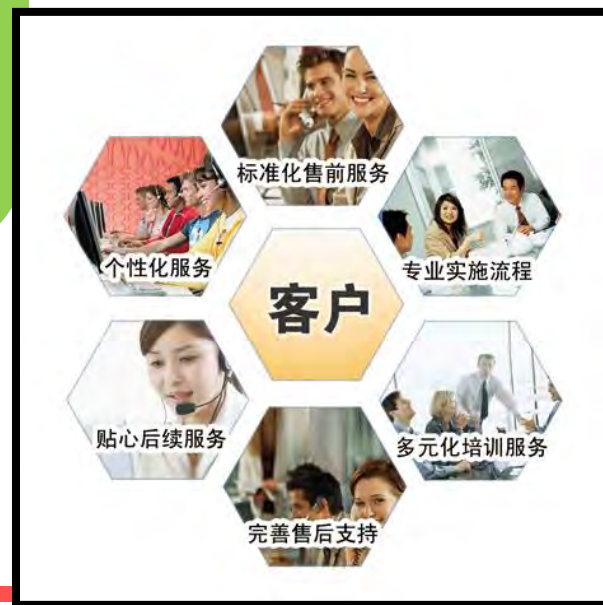 标准化售前服务
个性化服务
专业实施流程
客户
贴心后续服务
多元化培训服务
完善售后支持